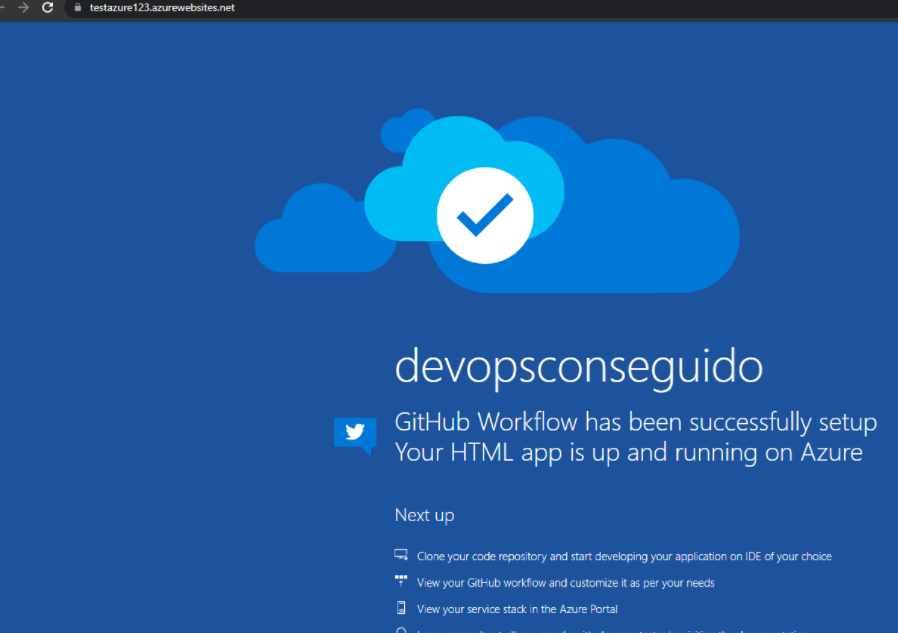 testazure123.azurewebsites.net
devopsconseguido
GitHub Workflow has been successfully setup
Your HTML app is up and running on Azure
Next up
Clone your code repository and start developing your application on IDE of your choice
View your GitHub workflow and customize it as per your needs
View your service stack in the Azure Portal